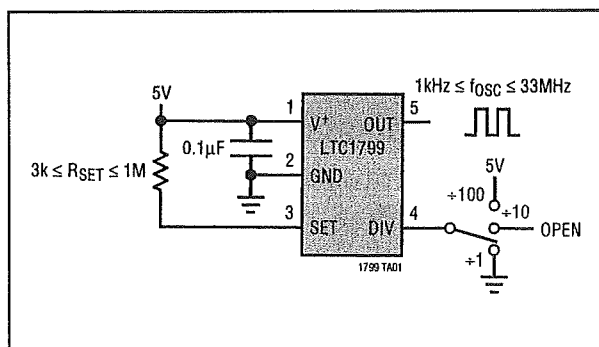 1kHz ≤ fOSC ≤ 33MHz
5V
1
V+
OUT
5
0.1μF
LTC1799
3k ≤ RSET ≤ 1M
2
GND
5V
÷100
÷10
3
SET
DIV
4
OPEN
÷1
1799 TA01